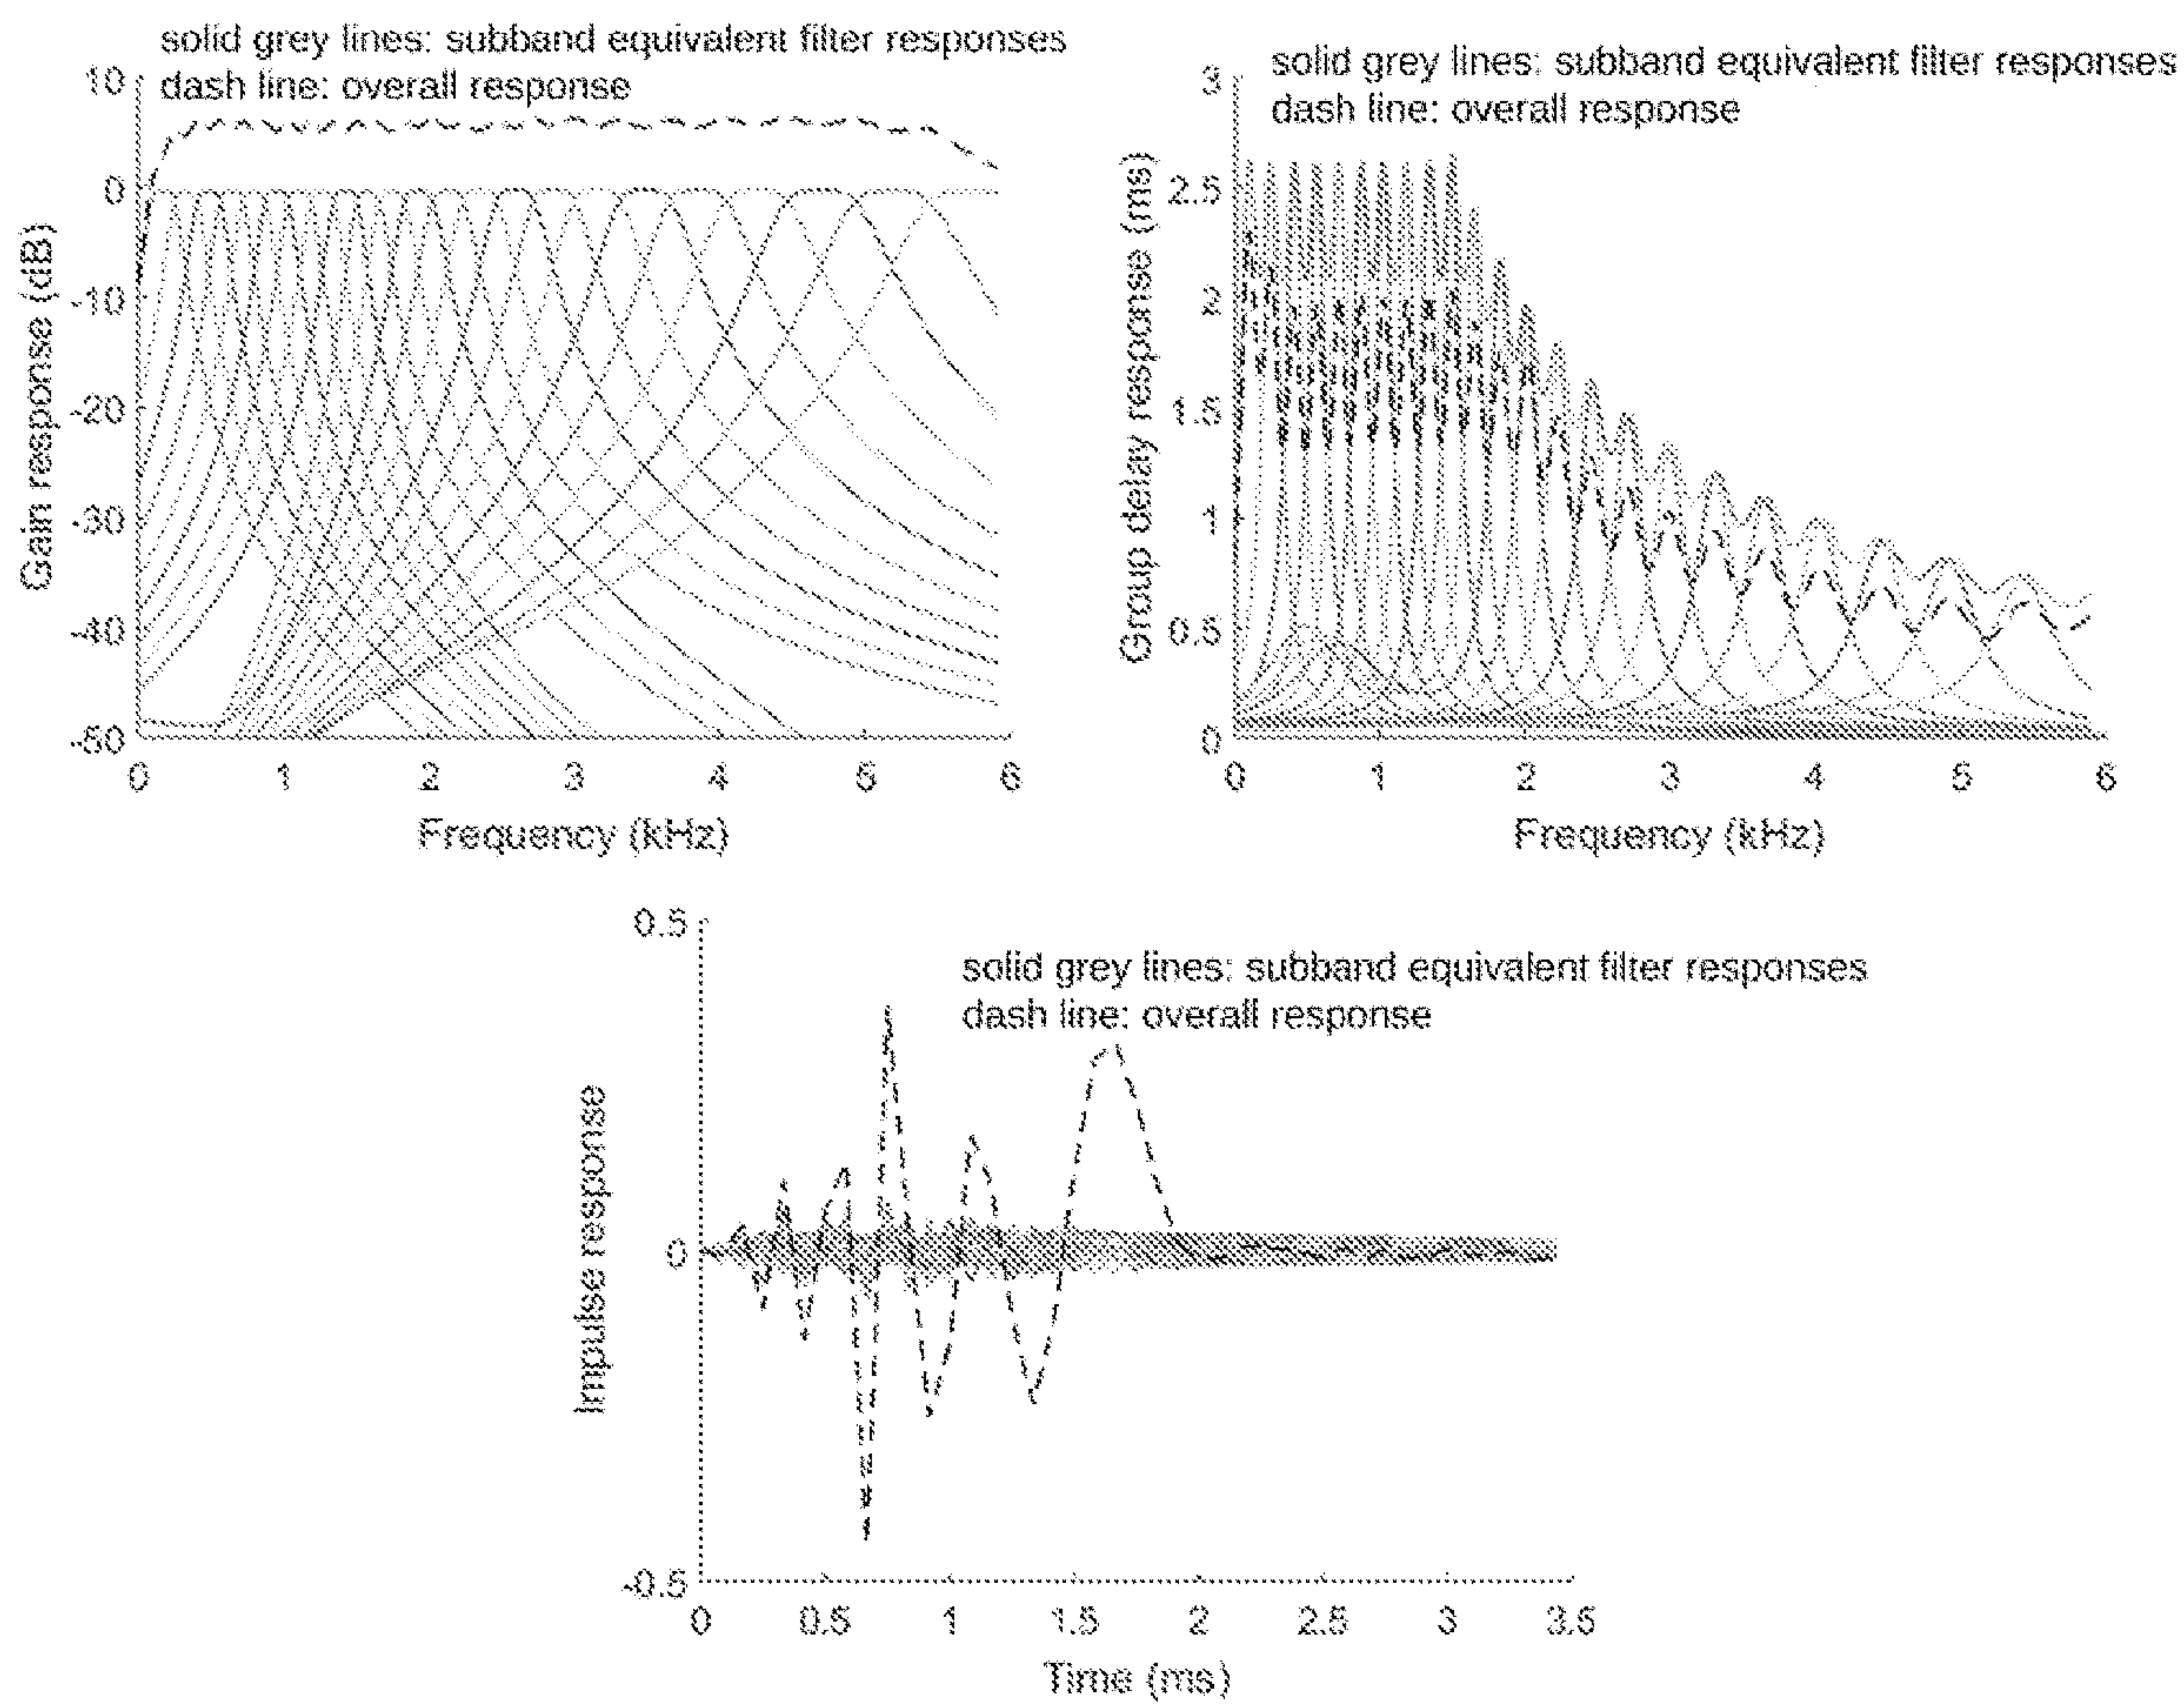 solid grey lines: subband equivalent filter responses
dash line: overall response
10
0
-10
-20
-30
-40
-50
Gain response (dB)
0 1 2 3 4 5 6
Frequency (kHz)
solid grey lines: subband equivalent filter responses
dash line: overall response
3
2.5
2
1.5
1
0.5
0
Group delay response (ms)
0 1 2 3 4 5 6
Frequency (kHz)
solid grey lines: subband equivalent filter responses
dash line: overall response
0.5
0
-0.5
Impulse response
0 0.5 1 1.5 2 2.5 3 3.5
Time (ms)